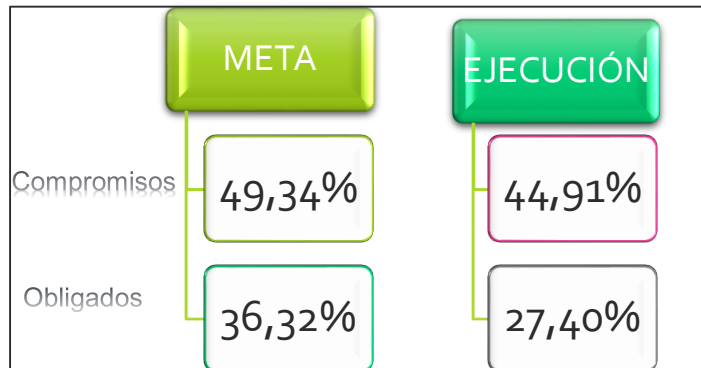 META
EJECUCIÓN
Compromisos
49,34%
44,91%
Obligados
36,32%
27,40%